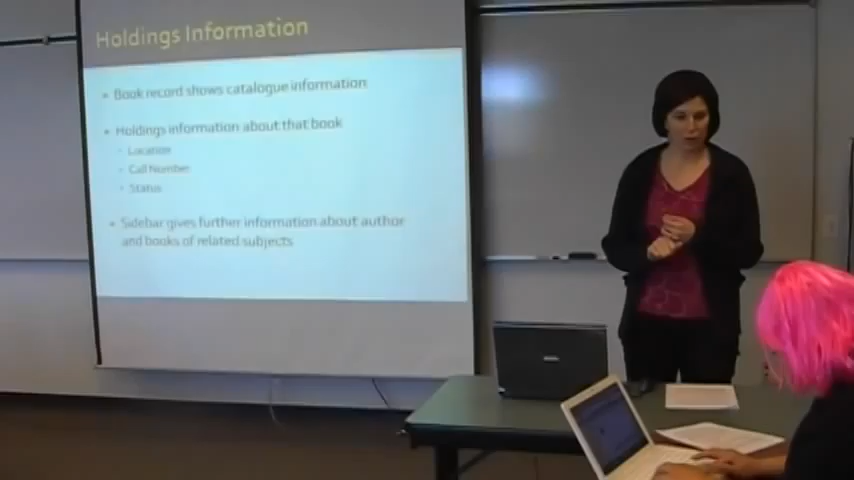 Holdings Information
Book record shows catalogue information
Holdings information about that book
Location
Call Number
Status
Sidebar gives further information about author
and books of related subjects